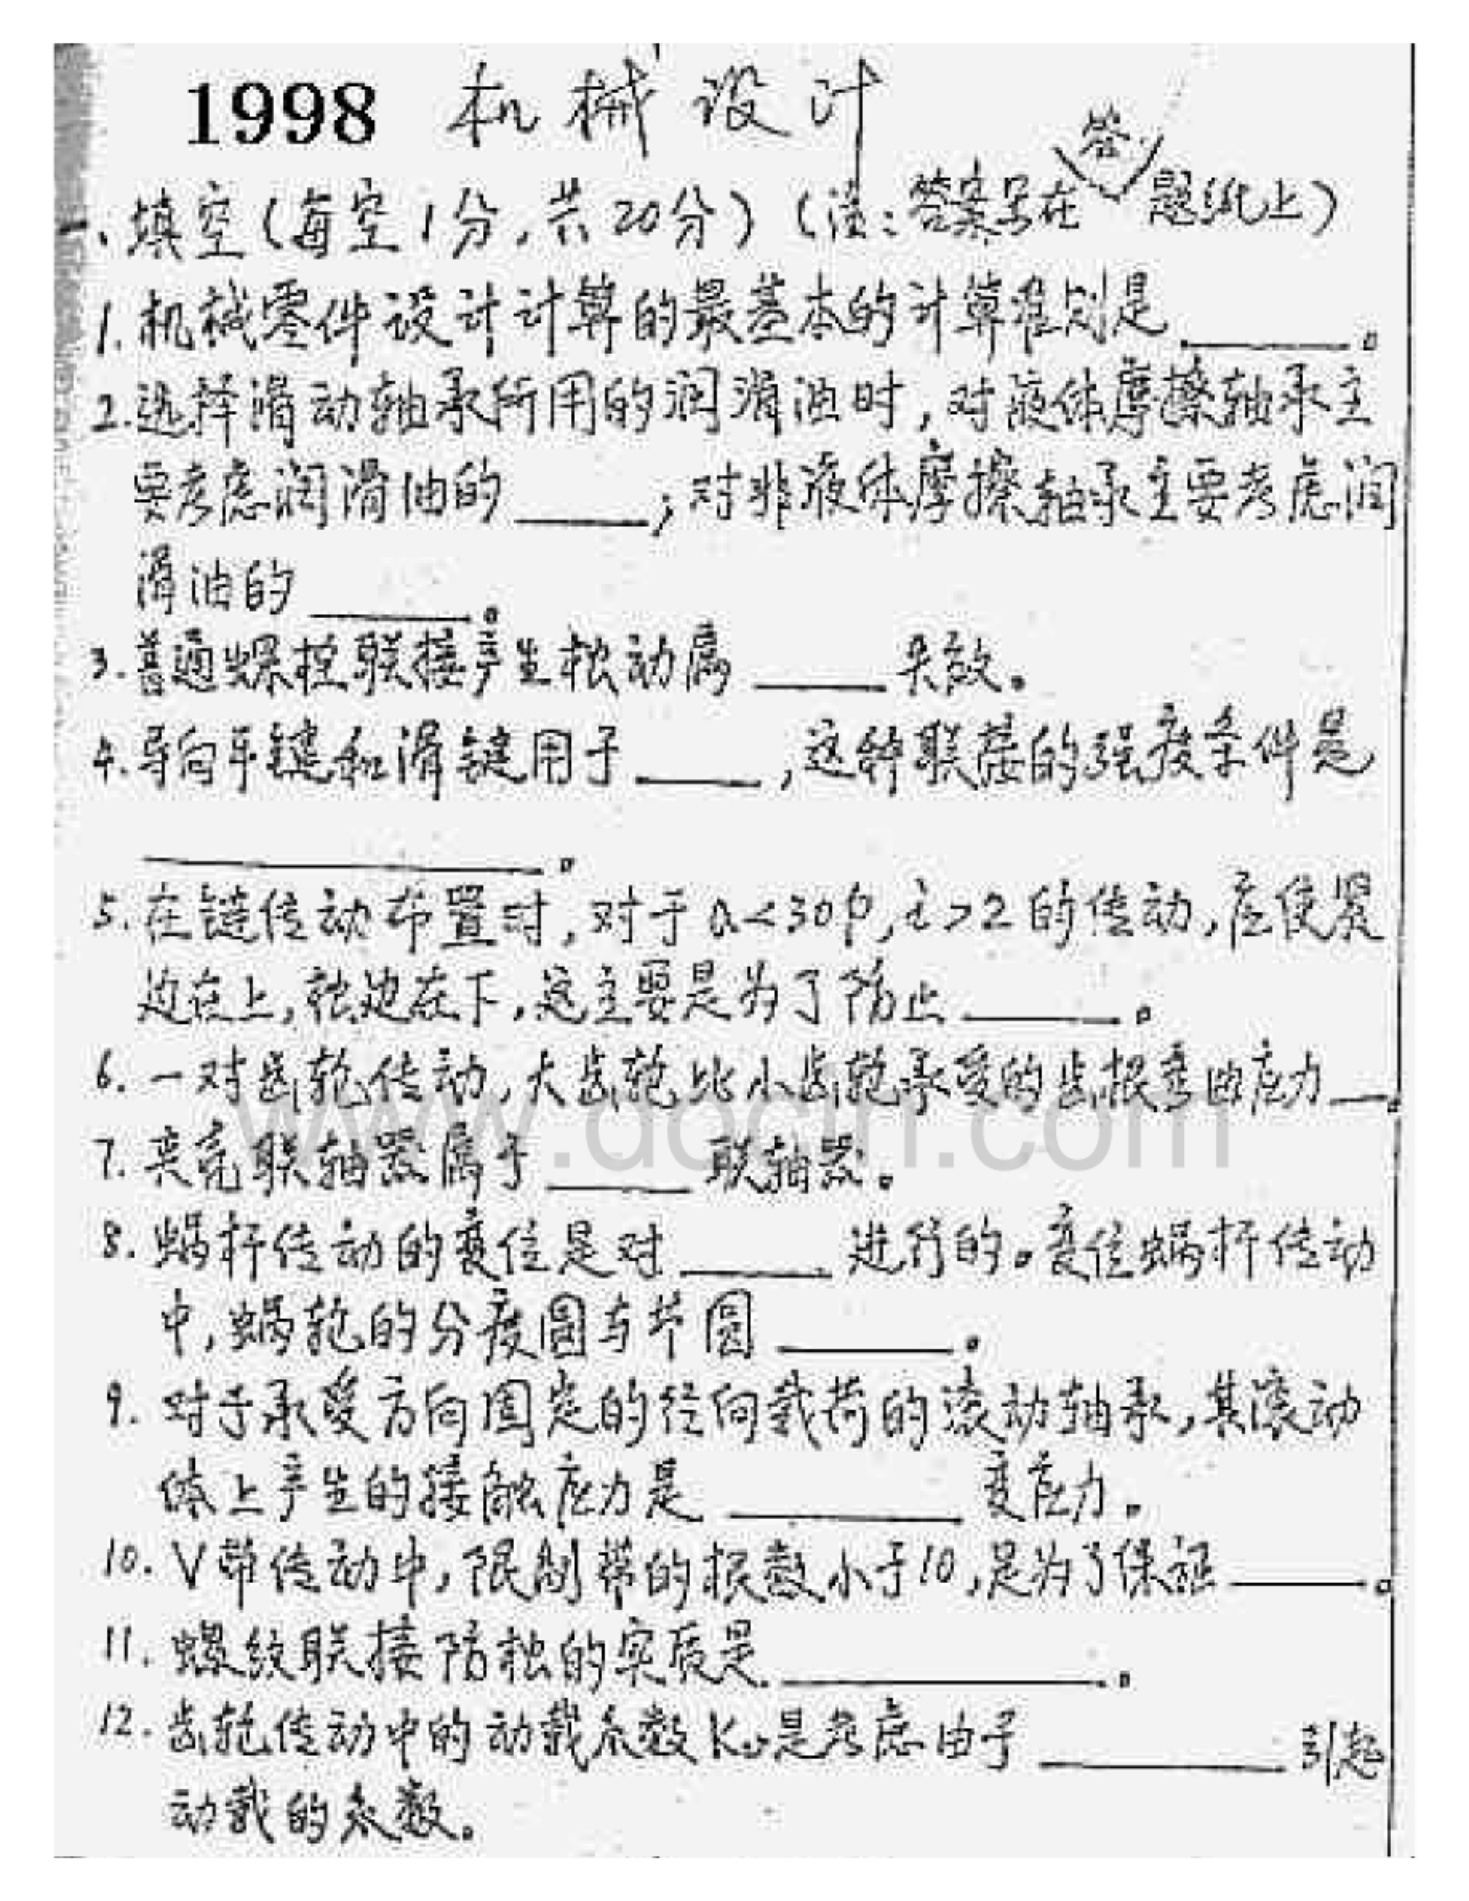 1998 机械设计
一、填空(每空1分,共20分)(注:答案写在答题纸上)
1. 机械零件设计计算的最基本的计算准则是______。
2. 选择滑动轴承所用的润滑油时,对液体摩擦轴承主
要考虑润滑油的______;对非液体摩擦轴承主要考虑润
滑油的______。
3. 普通螺栓联接产生松动属______失效。
4. 导向平键和滑键用于______,这种联接的强度条件是
______。
5. 在链传动布置时,对于a<30p,i>2的传动,应使紧
边在上,松边在下,这主要是为了防止______。
6. 一对齿轮传动,大齿轮比小齿轮承受的齿根弯曲应力__。
7. 夹壳联轴器属于______联轴器。
8. 蜗杆传动的变位是对______进行的。变位蜗杆传动
中,蜗轮的分度圆与节圆______。
9. 对于承受方向固定的径向载荷的滚动轴承,其滚动
体上产生的接触应力是______变应力。
10. V带传动中,限制带的根数小于10,是为了保证______。
11. 螺纹联接防松的实质是______。
12. 齿轮传动中的动载系数Kv是考虑由于______引起
动载的系数。
www.docin.com